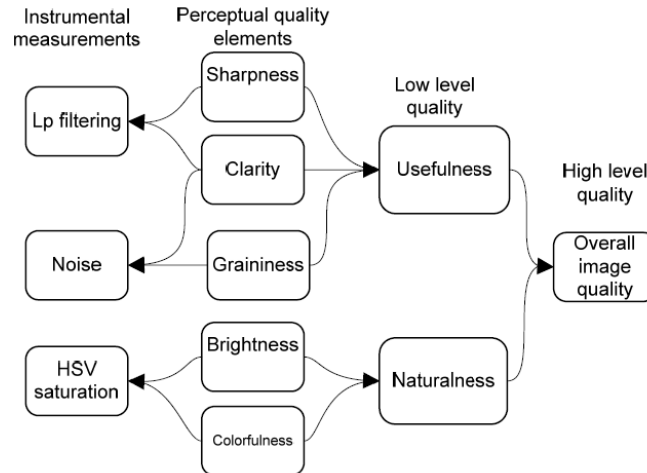 Instrumental
measurements
Perceptual quality
elements
Low level
quality
High level
quality
Lp filtering
Noise
HSV
saturation
Sharpness
Clarity
Graininess
Brightness
Colorfulness
Usefulness
Naturalness
Overall
image
quality